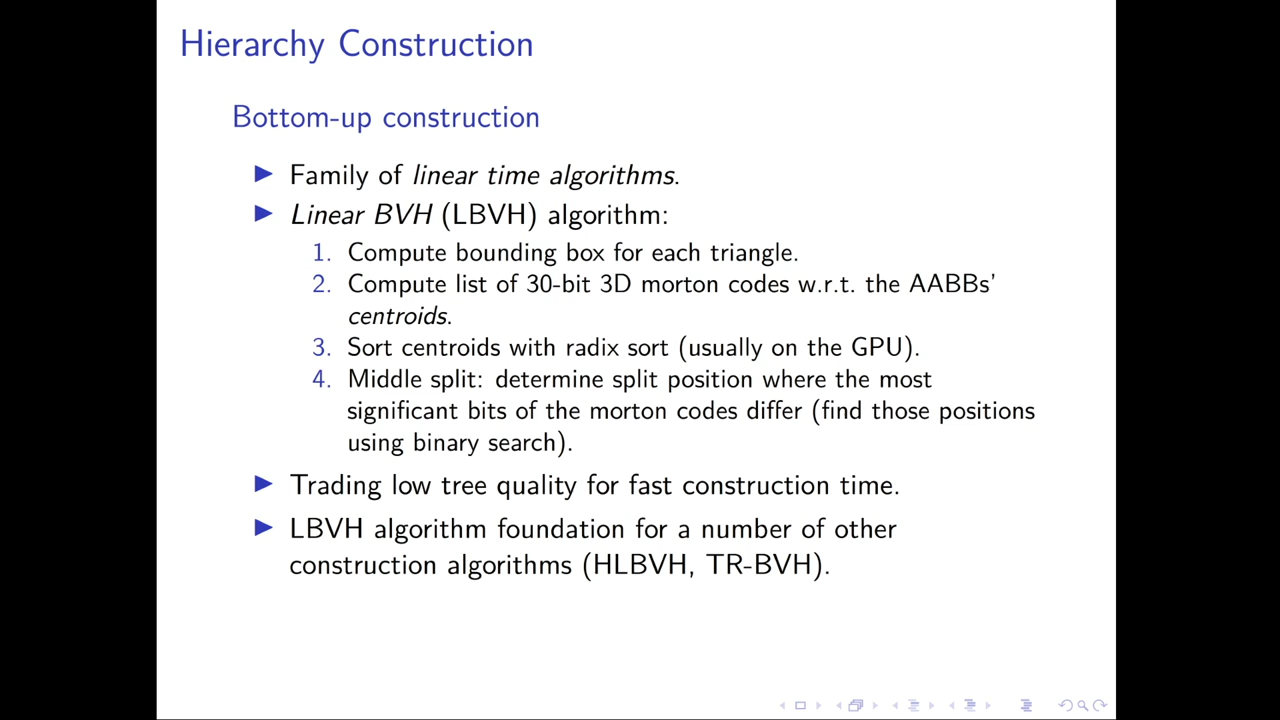 Hierarchy Construction
Bottom-up construction
▶ Family of linear time algorithms.
▶ Linear BVH (LBVH) algorithm:
1. Compute bounding box for each triangle.
2. Compute list of 30-bit 3D morton codes w.r.t. the AABBs'
centroids.
3. Sort centroids with radix sort (usually on the GPU).
4. Middle split: determine split position where the most
significant bits of the morton codes differ (find those positions
using binary search).
▶ Trading low tree quality for fast construction time.
▶ LBVH algorithm foundation for a number of other
construction algorithms (HLBVH, TR-BVH).